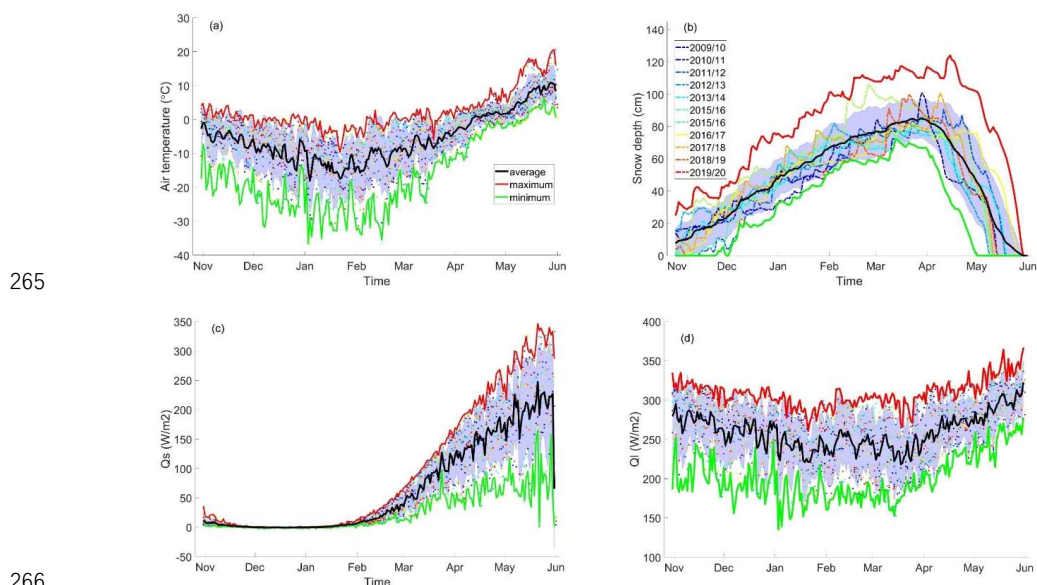 (a)
30
20
10
0
-10
-20
-30
-40
Air temperature (°C)
Nov Dec Jan Feb Mar Apr May Jun
Time
average
maximum
minimum
(b)
140
120
100
80
60
40
20
0
Snow depth (cm)
2009/10
2010/11
2011/12
2012/13
2013/14
2015/16
2015/16
2016/17
2017/18
2018/19
2019/20
Nov Dec Jan Feb Mar Apr May Jun
Time
265
(c)
350
300
250
200
150
100
50
0
-50
Qs (W/m2)
Nov Dec Jan Feb Mar Apr May Jun
Time
(d)
400
350
300
250
200
150
100
Ql (W/m2)
Nov Dec Jan Feb Mar Apr May Jun
Time
266